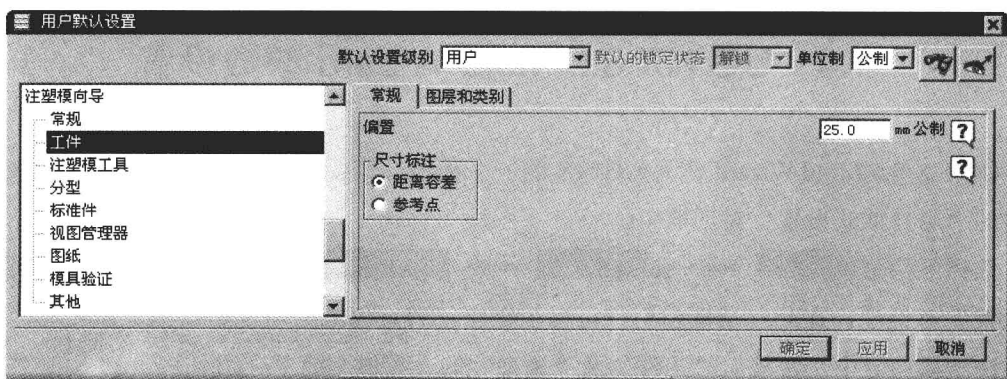 用户默认设置
默认设置级别 用户 默认的锁定状态 解锁 单位制 公制
注塑模向导
常规
工件
注塑模工具
分型
标准件
视图管理器
图纸
模具验证
其他
常规 图层和类别
偏置 25.0 mm 公制 ?
尺寸标注 ?
距离容差
参考点
确定 应用 取消